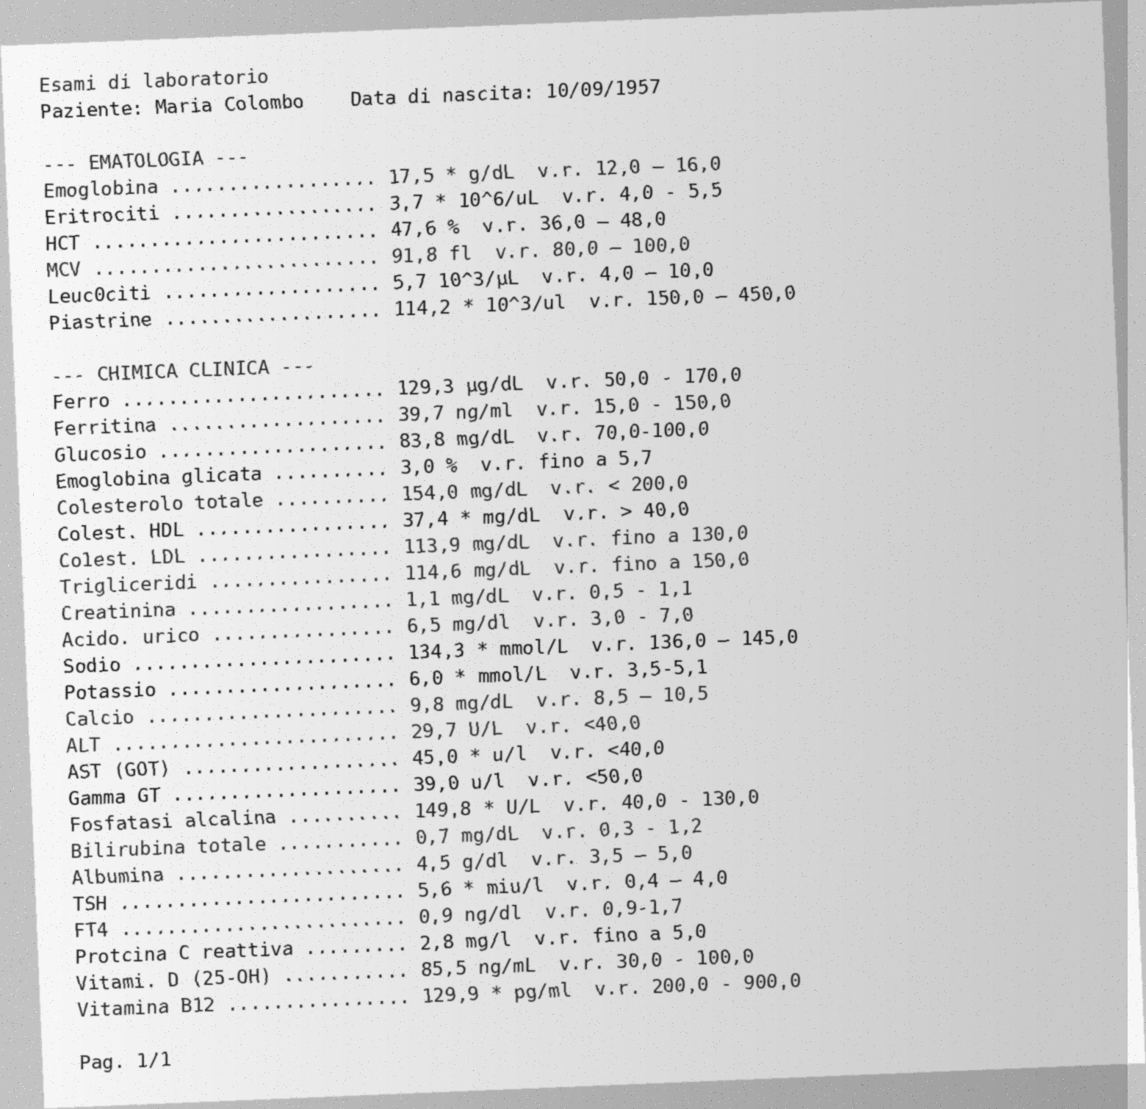 Esami di laboratorio
Paziente: Maria Colombo    Data di nascita: 10/09/1957

--- EMATOLOGIA ---
Emoglobina .................. 17,5 * g/dL  v.r. 12,0 – 16,0
Eritrociti .................. 3,7 * 10^6/uL  v.r. 4,0 - 5,5
HCT ......................... 47,6 %  v.r. 36,0 – 48,0
MCV ......................... 91,8 fl  v.r. 80,0 – 100,0
Leuc0citi ................... 5,7 10^3/µL  v.r. 4,0 – 10,0
Piastrine ................... 114,2 * 10^3/ul  v.r. 150,0 – 450,0

--- CHIMICA CLINICA ---
Ferro ....................... 129,3 µg/dL  v.r. 50,0 - 170,0
Ferritina ................... 39,7 ng/ml  v.r. 15,0 - 150,0
Glucosio .................... 83,8 mg/dL  v.r. 70,0-100,0
Emoglobina glicata .......... 3,0 %  v.r. fino a 5,7
Colesterolo totale .......... 154,0 mg/dL  v.r. < 200,0
Colest. HDL ................. 37,4 * mg/dL  v.r. > 40,0
Co1est. LDL ................. 113,9 mg/dL  v.r. fino a 130,0
Trigliceridi ................ 114,6 mg/dL  v.r. fino a 150,0
Creatinina .................. 1,1 mg/dL  v.r. 0,5 - 1,1
Acido. urico ................ 6,5 mg/dl  v.r. 3,0 - 7,0
Sodio ....................... 134,3 * mmol/L  v.r. 136,0 – 145,0
Potassio .................... 6,0 * mmol/L  v.r. 3,5-5,1
Calcio ...................... 9,8 mg/dL  v.r. 8,5 – 10,5
ALT ......................... 29,7 U/L  v.r. <40,0
AST (GOT) ................... 45,0 * u/l  v.r. <40,0
Gamma GT .................... 39,0 u/l  v.r. <50,0
Fosfatasi alcalina .......... 149,8 * U/L  v.r. 40,0 - 130,0
Bilirubina totale ........... 0,7 mg/dL  v.r. 0,3 - 1,2
Albumina .................... 4,5 g/dl  v.r. 3,5 – 5,0
TSH ......................... 5,6 * miu/l  v.r. 0,4 – 4,0
FT4 ......................... 0,9 ng/dl  v.r. 0,9-1,7
Protcina C reattiva ......... 2,8 mg/l  v.r. fino a 5,0
Vitami. D (25-OH) ........... 85,5 ng/mL  v.r. 30,0 - 100,0
Vitamina B12 ................ 129,9 * pg/ml  v.r. 200,0 - 900,0

Pag. 1/1